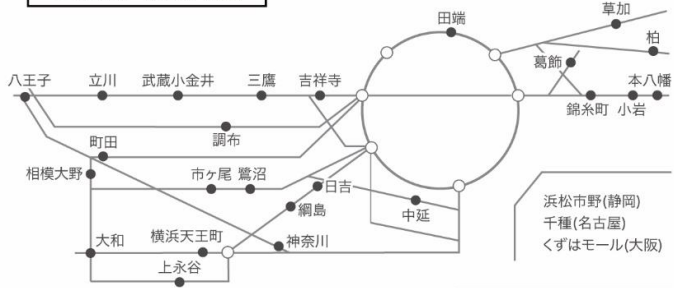 田端
草加
柏
葛飾
八王子
立川
武蔵小金井
三鷹
吉祥寺
本八幡
錦糸町
小岩
調布
町田
相模大野
市ヶ尾
鷺沼
日吉
綱島
中延
大和
横浜天王町
神奈川
上永谷
浜松市野(静岡)
千種(名古屋)
くずはモール(大阪)